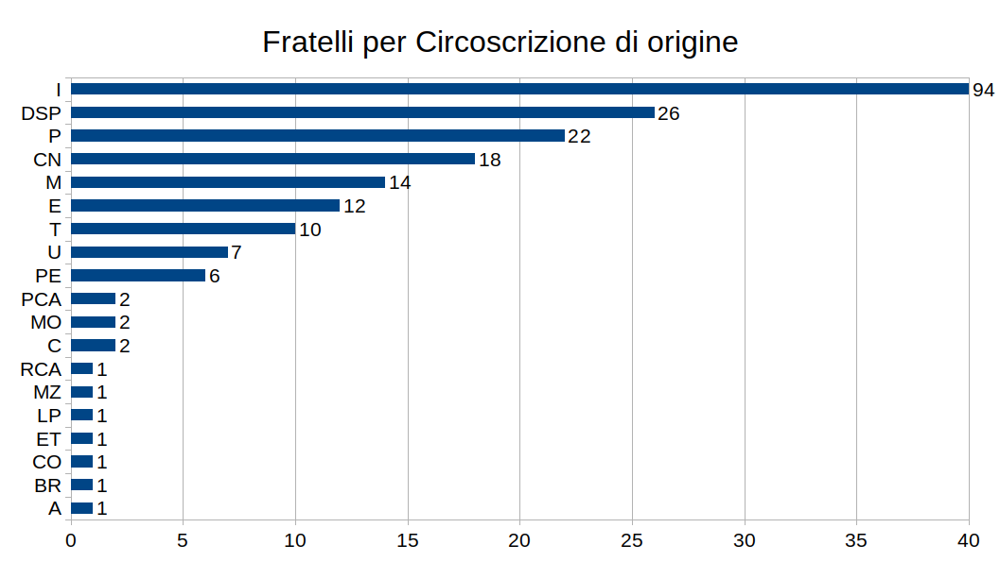 Fratelli per Circoscrizione di origine
I 94
DSP 26
P 22
CN 18
M 14
E 12
T 10
U 7
PE 6
PCA 2
MO 2
C 2
RCA 1
MZ 1
LP 1
ET 1
CO 1
BR 1
A 1
0 5 10 15 20 25 30 35 40